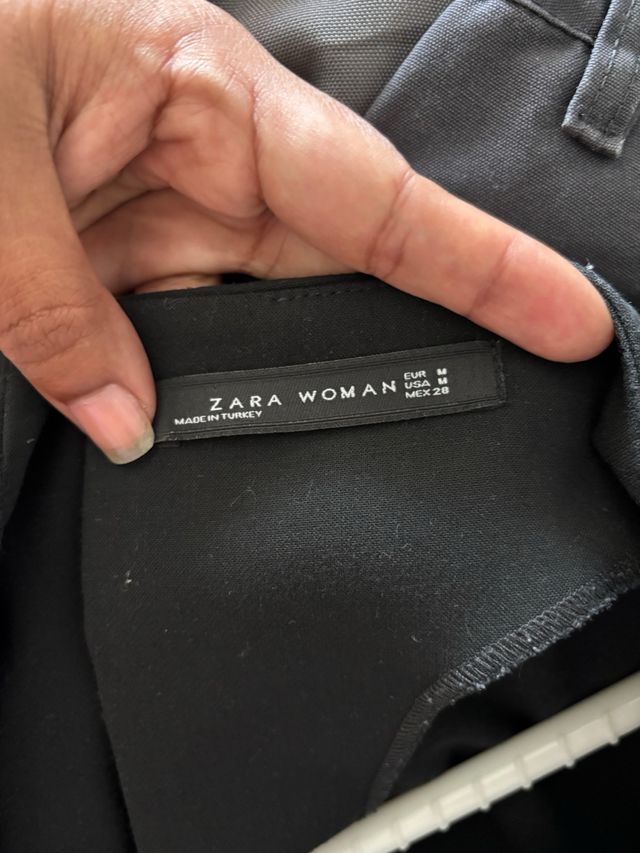 ZARA WOMAN
MADE IN TURKEY
EUR M
USA M
MEX 28